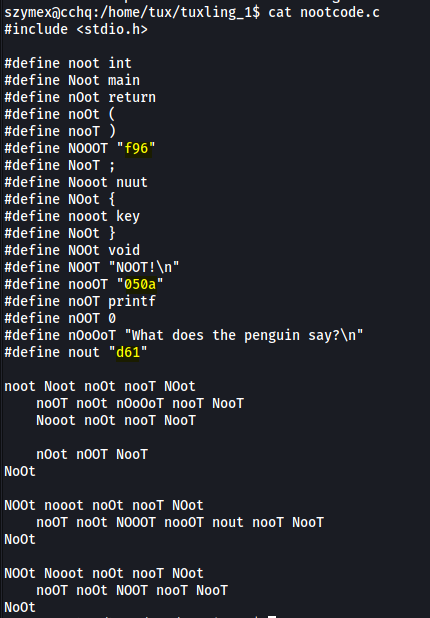 szymex@cchq:/home/tux/tuxling_1$ cat nootcode.c
#include <stdio.h>

#define noot int
#define Noot main
#define nOot return
#define noOt (
#define nooT )
#define NOOOT "f96"
#define NooT ;
#define Nooot nuut
#define NOot {
#define nooot key
#define NoOt }
#define NOOt void
#define NOOT "NOOT!\n"
#define nooOT "050a"
#define noOT printf
#define nOOT 0
#define nOoOoT "What does the penguin say?\n"
#define nout "d61"

noot Noot noOt nooT NOot
    noOT noOt nOoOoT nooT NooT
    Nooot noOt nooT NooT

    nOot nOOT NooT
NoOt

NOOt nooot noOt nooT NOot
    noOT noOt NOOOT nooOT nout nooT NooT
NoOt

NOOt Nooot noOt nooT NOot
    noOT noOt NOOT nooT NooT
NoOt